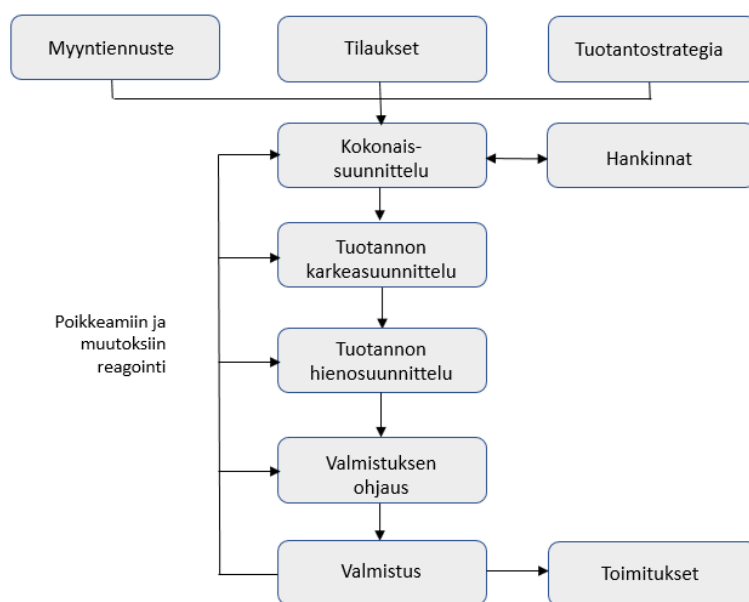 Myyntiennuste
Tilaukset
Tuotantostrategia
Kokonais-
suunnittelu
Hankinnat
Tuotannon
karkeasuunnittelu
Poikkeamiin ja
muutoksiin
reagointi
Tuotannon
hienosuunnittelu
Valmistuksen
ohjaus
Valmistus
Toimitukset